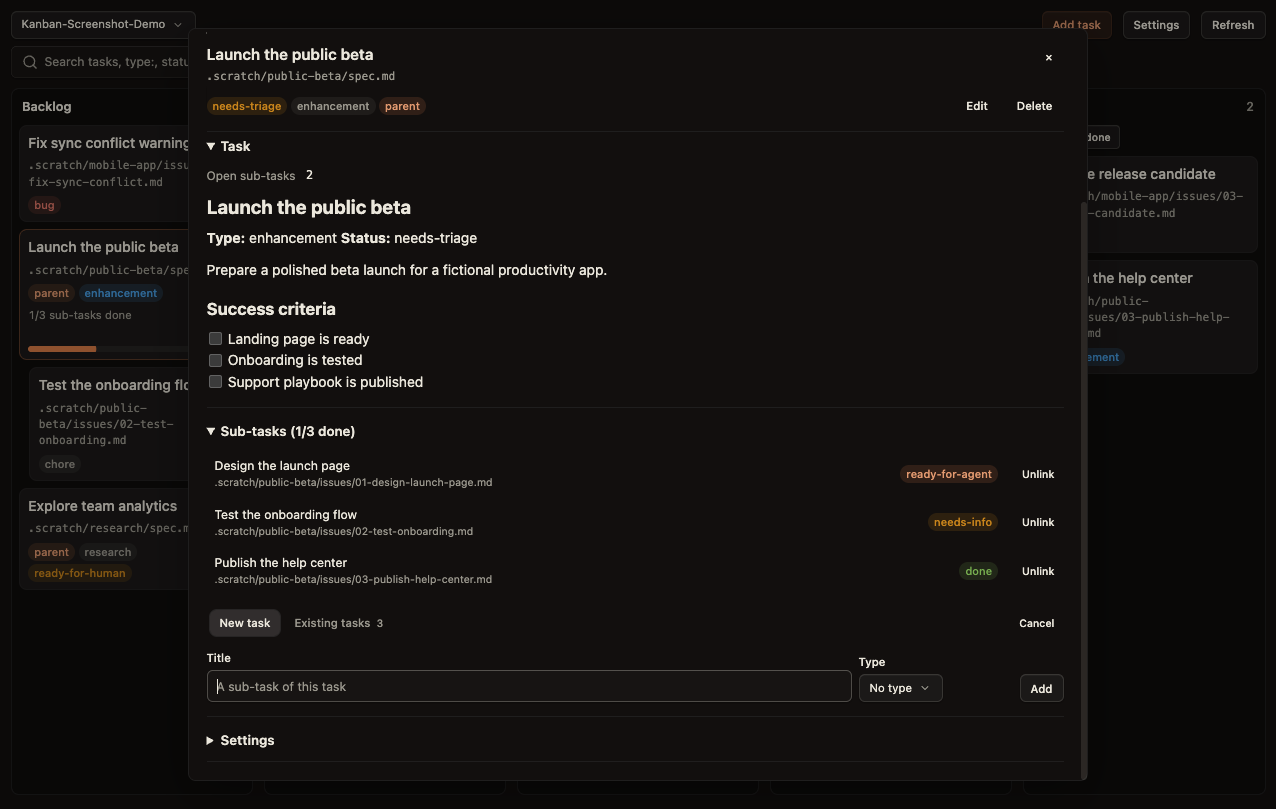 Kanban-Screenshot-Demo
Add task
Settings
Refresh
Search tasks, type:, statu
Backlog
2
Fix sync conflict warning
.scratch/mobile-app/issu
fix-sync-conflict.md
bug
Launch the public beta
.scratch/public-beta/spe
parent
enhancement
1/3 sub-tasks done
Test the onboarding flo
.scratch/public-
beta/issues/02-test-
onboarding.md
chore
Explore team analytics
.scratch/research/spec.m
parent
research
ready-for-human
Launch the public beta
×
.scratch/public-beta/spec.md
needs-triage
enhancement
parent
Edit
Delete
Task
Open sub-tasks 2
Launch the public beta
Type: enhancement Status: needs-triage
Prepare a polished beta launch for a fictional productivity app.
Success criteria
Landing page is ready
Onboarding is tested
Support playbook is published
Sub-tasks (1/3 done)
Design the launch page
.scratch/public-beta/issues/01-design-launch-page.md
ready-for-agent
Unlink
Test the onboarding flow
.scratch/public-beta/issues/02-test-onboarding.md
needs-info
Unlink
Publish the help center
.scratch/public-beta/issues/03-publish-help-center.md
done
Unlink
New task
Existing tasks 3
Cancel
Title
A sub-task of this task
Type
No type
Add
Settings
done
e release candidate
h/mobile-app/issues/03-
-candidate.md
the help center
h/public-
sues/03-publish-help-
md
ement